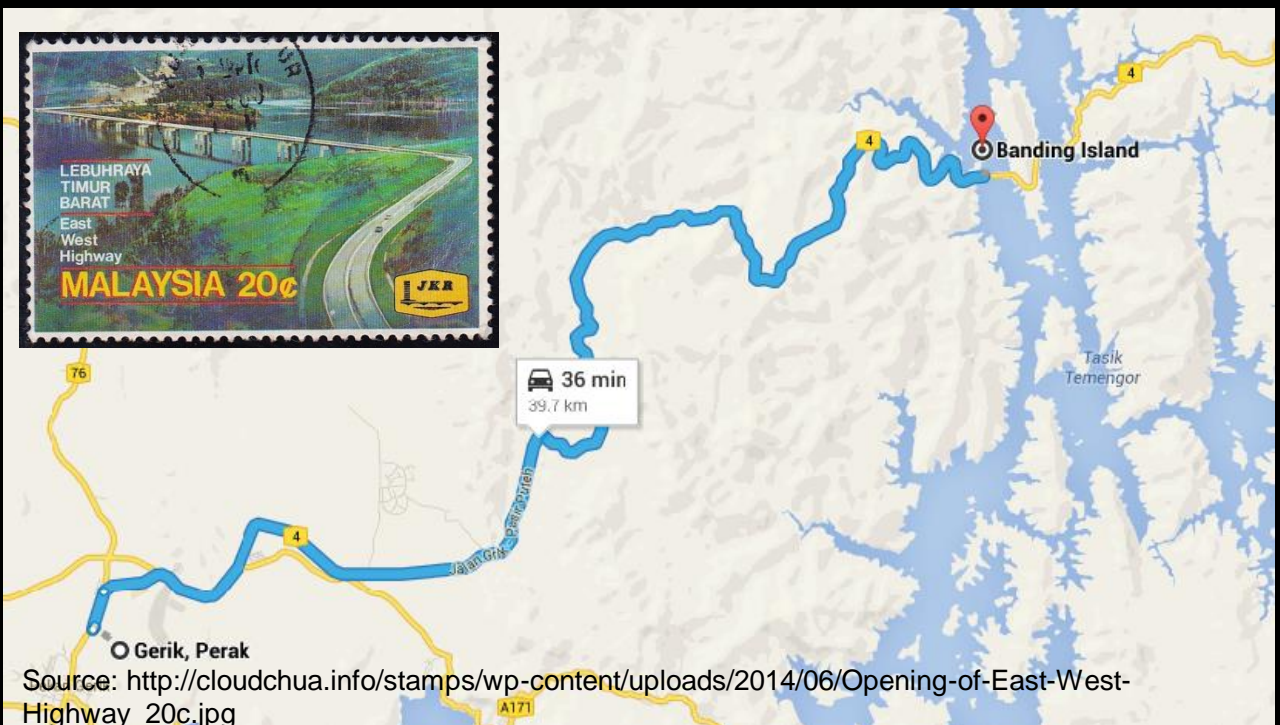 LEBUHRAYA
TIMUR
BARAT
East
West
Highway
MALAYSIA 20¢
JKR
4
4
Banding Island
76
36 min
39.7 km
Tasik
Temengor
4
Gerik, Perak
Source: http://cloudchua.info/stamps/wp-content/uploads/2014/06/Opening-of-East-West-
Highway_20c.jpg
A171